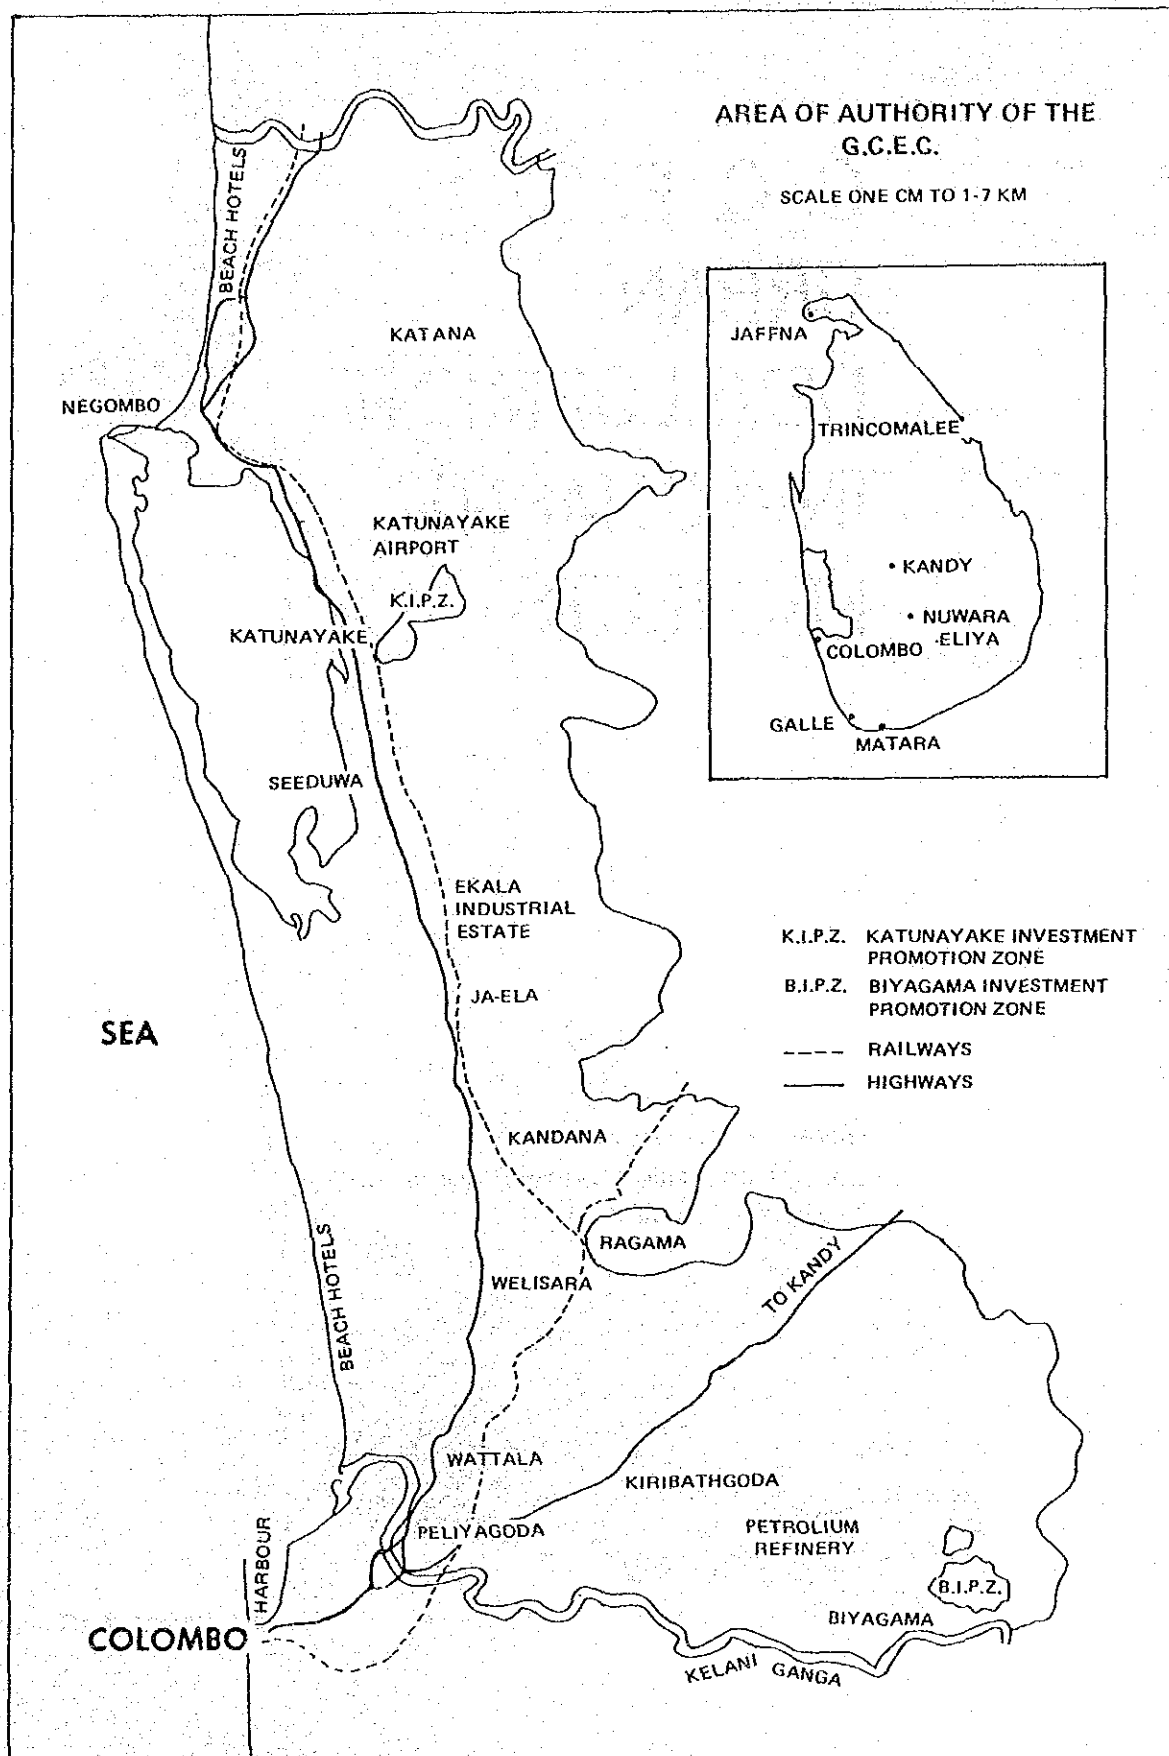 AREA OF AUTHORITY OF THE
G.C.E.C.
SCALE ONE CM TO 1-7 KM
BEACH HOTELS
KATANA
NEGOMBO
KATUNAYAKE
AIRPORT
K.I.P.Z.
KATUNAYAKE
SEEDUWA
JAFFNA
TRINCOMALEE
KANDY
NUWARA
ELIYA
COLOMBO
GALLE
MATARA
EKALA
INDUSTRIAL
ESTATE
JA-ELA
SEA
K.I.P.Z. KATUNAYAKE INVESTMENT
PROMOTION ZONE
B.I.P.Z. BIYAGAMA INVESTMENT
PROMOTION ZONE
RAILWAYS
HIGHWAYS
KANDANA
RAGAMA
WELISARA
TO KANDY
BEACH HOTELS
WATTALA
KIRIBATHGODA
PELIYAGODA
PETROLIUM
REFINERY
B.I.P.Z.
BIYAGAMA
HARBOUR
COLOMBO
KELANI GANGA